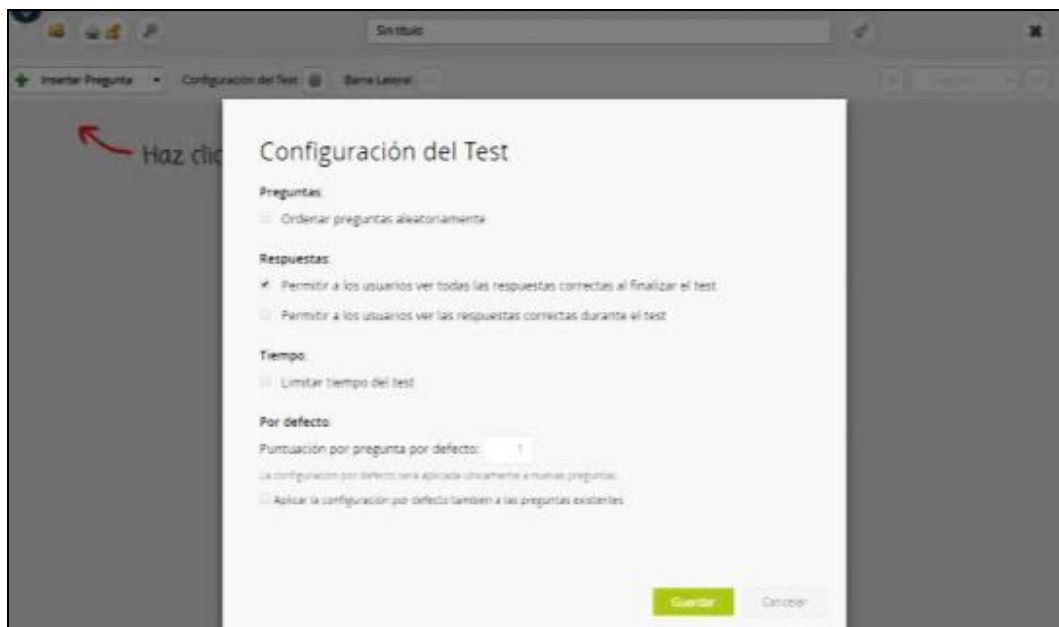 Sin título
Insertar Pregunta Configuración del Test Barra Lateral
Haz clic
Configuración del Test
Preguntas:
Ordenar preguntas aleatoriamente
Respuestas:
Permitir a los usuarios ver todas las respuestas correctas al finalizar el test
Permitir a los usuarios ver las respuestas correctas durante el test
Tiempo:
Limitar tiempo del test
Por defecto:
Puntuación por pregunta por defecto: 1
La configuración por defecto será aplicada únicamente a nuevas preguntas.
Aplicar la configuración por defecto también a las preguntas existentes
Guardar Cancelar